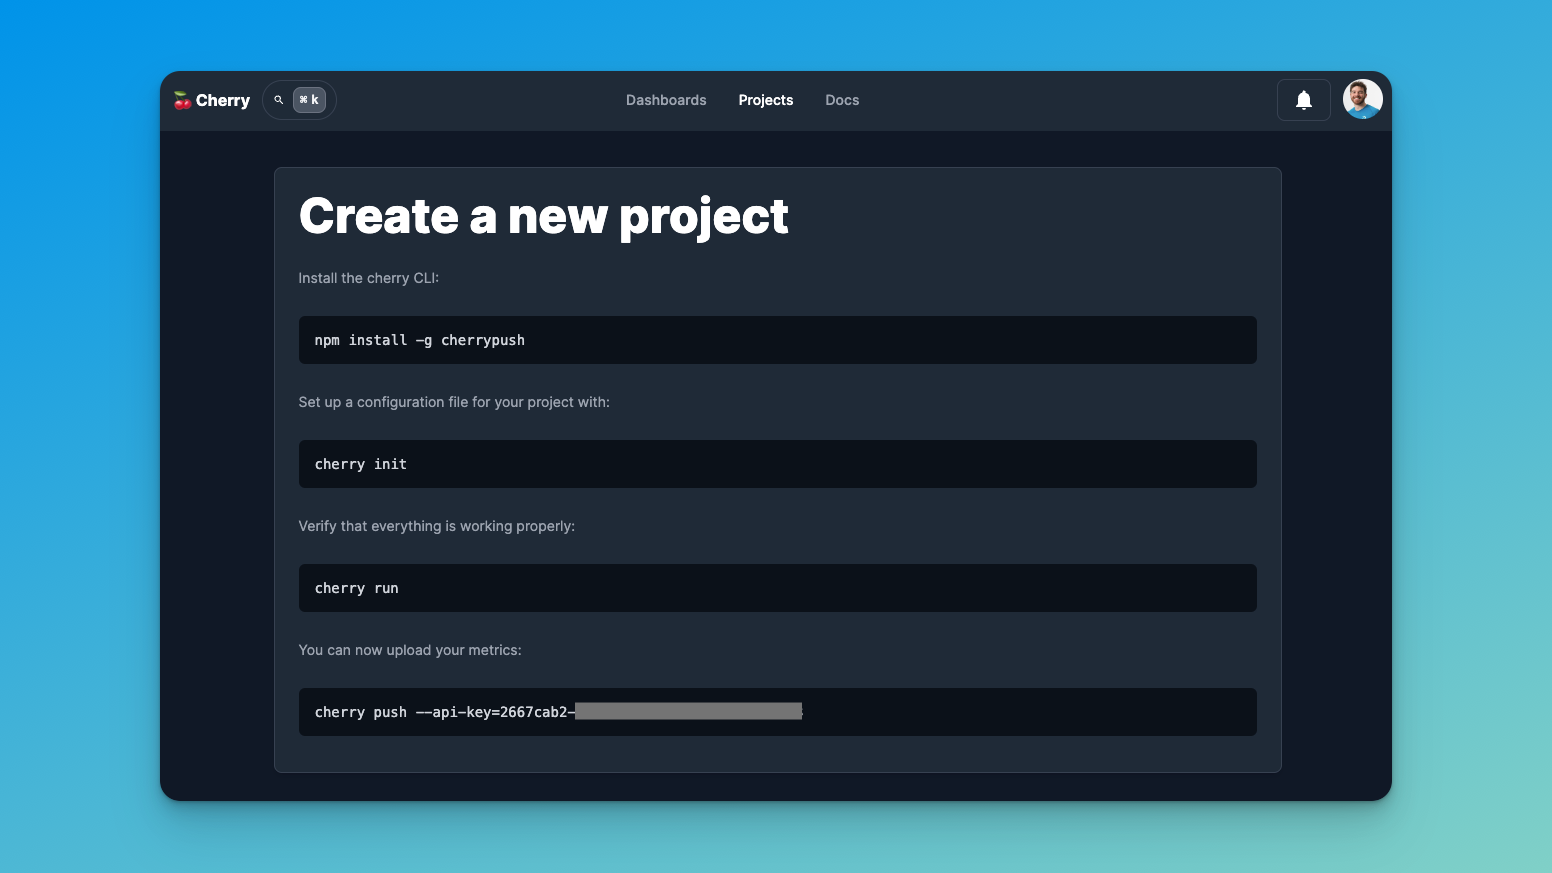 Cherry
⌘ k
Dashboards
Projects
Docs
Create a new project
Install the cherry CLI:
npm install -g cherrypush
Set up a configuration file for your project with:
cherry init
Verify that everything is working properly:
cherry run
You can now upload your metrics:
cherry push --api-key=2667cab2-